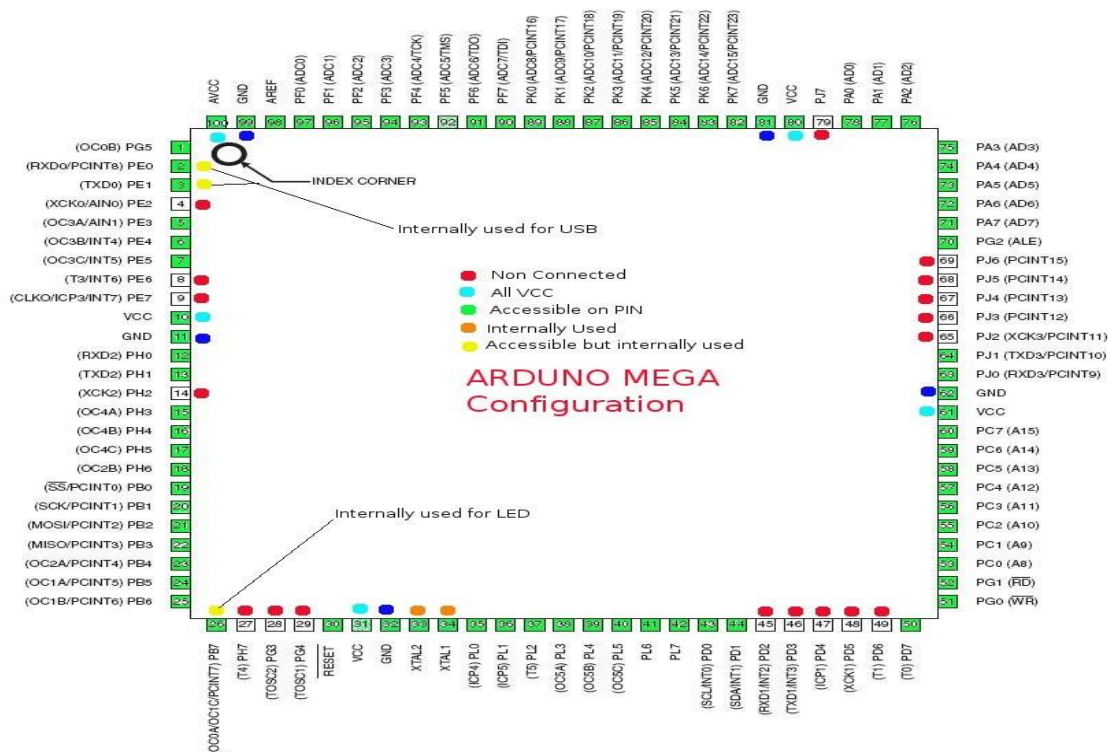 AVCC
GND
AREF
PF0 (ADC0)
PF1 (ADC1)
PF2 (ADC2)
PF3 (ADC3)
PF4 (ADC4/TCK)
PF5 (ADC5/TMS)
PF6 (ADC6/TDO)
PF7 (ADC7/TDI)
PK0 (ADC8/PCINT16)
PK1 (ADC9/PCINT17)
PK2 (ADC10/PCINT18)
PK3 (ADC11/PCINT19)
PK4 (ADC12/PCINT20)
PK5 (ADC13/PCINT21)
PK6 (ADC14/PCINT22)
PK7 (ADC15/PCINT23)
GND
VCC
PJ7
PA0 (AD0)
PA1 (AD1)
PA2 (AD2)
100
99
98
97
96
95
94
93
92
91
90
89
88
87
86
85
84
83
82
81
80
79
78
77
76
(OC0B) PG5 1
(RXD0/PCINT8) PE0 2
(TXD0) PE1 3
(XCK0/AIN0) PE2 4
(OC3A/AIN1) PE3 5
(OC3B/INT4) PE4 6
(OC3C/INT5) PE5 7
(T3/INT6) PE6 8
(CLKO/ICP3/INT7) PE7 9
VCC 10
GND 11
(RXD2) PH0 12
(TXD2) PH1 13
(XCK2) PH2 14
(OC4A) PH3 15
(OC4B) PH4 16
(OC4C) PH5 17
(OC2B) PH6 18
(SS/PCINT0) PB0 19
(SCK/PCINT1) PB1 20
(MOSI/PCINT2) PB2 21
(MISO/PCINT3) PB3 22
(OC2A/PCINT4) PB4 23
(OC1A/PCINT5) PB5 24
(OC1B/PCINT6) PB6 25
INDEX CORNER
Internally used for USB
Non Connected
All VCC
Accessible on PIN
Internally Used
Accessible but internally used
ARDUNO MEGA
Configuration
Internally used for LED
75 PA3 (AD3)
74 PA4 (AD4)
73 PA5 (AD5)
72 PA6 (AD6)
71 PA7 (AD7)
70 PG2 (ALE)
69 PJ6 (PCINT15)
68 PJ5 (PCINT14)
67 PJ4 (PCINT13)
66 PJ3 (PCINT12)
65 PJ2 (XCK3/PCINT11)
64 PJ1 (TXD3/PCINT10)
63 PJ0 (RXD3/PCINT9)
62 GND
61 VCC
60 PC7 (A15)
59 PC6 (A14)
58 PC5 (A13)
57 PC4 (A12)
56 PC3 (A11)
55 PC2 (A10)
54 PC1 (A9)
53 PC0 (A8)
52 PG1 (RD)
51 PG0 (WR)
26
27
28
29
30
31
32
33
34
35
36
37
38
39
40
41
42
43
44
45
46
47
48
49
50
OC0A/OC1C/PCINT7) PB7
(T4) PH7
(TOSC2) PG3
(TOSC1) PG4
RESET
VCC
GND
XTAL2
XTAL1
(ICP4) PL0
(ICP5) PL1
(T5) PL2
(OC5A) PL3
(OC5B) PL4
(OC5C) PL5
PL6
PL7
(SCL/INT0) PD0
(SDA/INT1) PD1
(RXD1/INT2) PD2
(TXD1/INT3) PD3
(ICP1) PD4
(XCK1) PD5
(T1) PD6
(T0) PD7